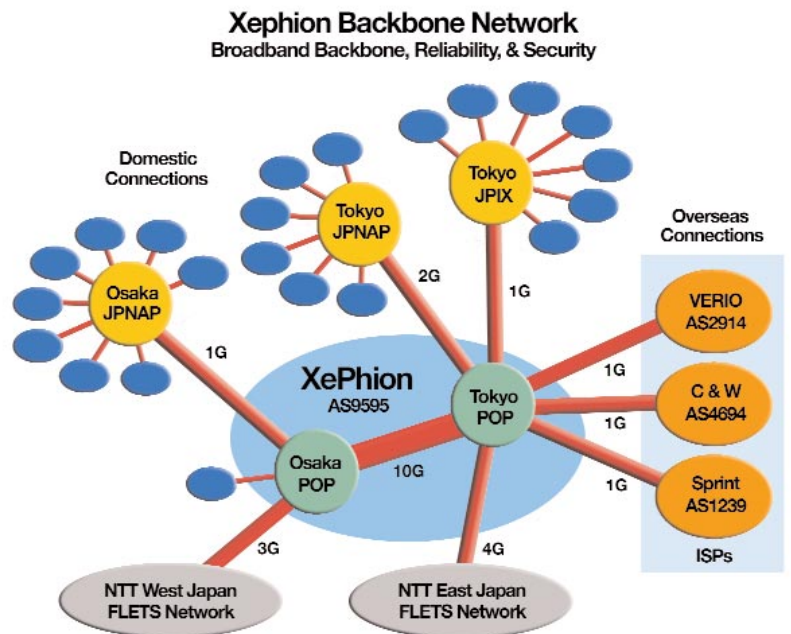 Xephion Backbone Network
Broadband Backbone, Reliability, & Security
Domestic
Connections
Tokyo
JPIX
Tokyo
JPNAP
Overseas
Connections
Osaka
JPNAP
2G
1G
VERIO
AS2914
1G
XePhion
AS9595
1G
Tokyo
POP
C & W
AS4694
1G
Osaka
POP
10G
1G
Sprint
AS1239
3G
4G
ISPs
NTT West Japan
FLETS Network
NTT East Japan
FLETS Network